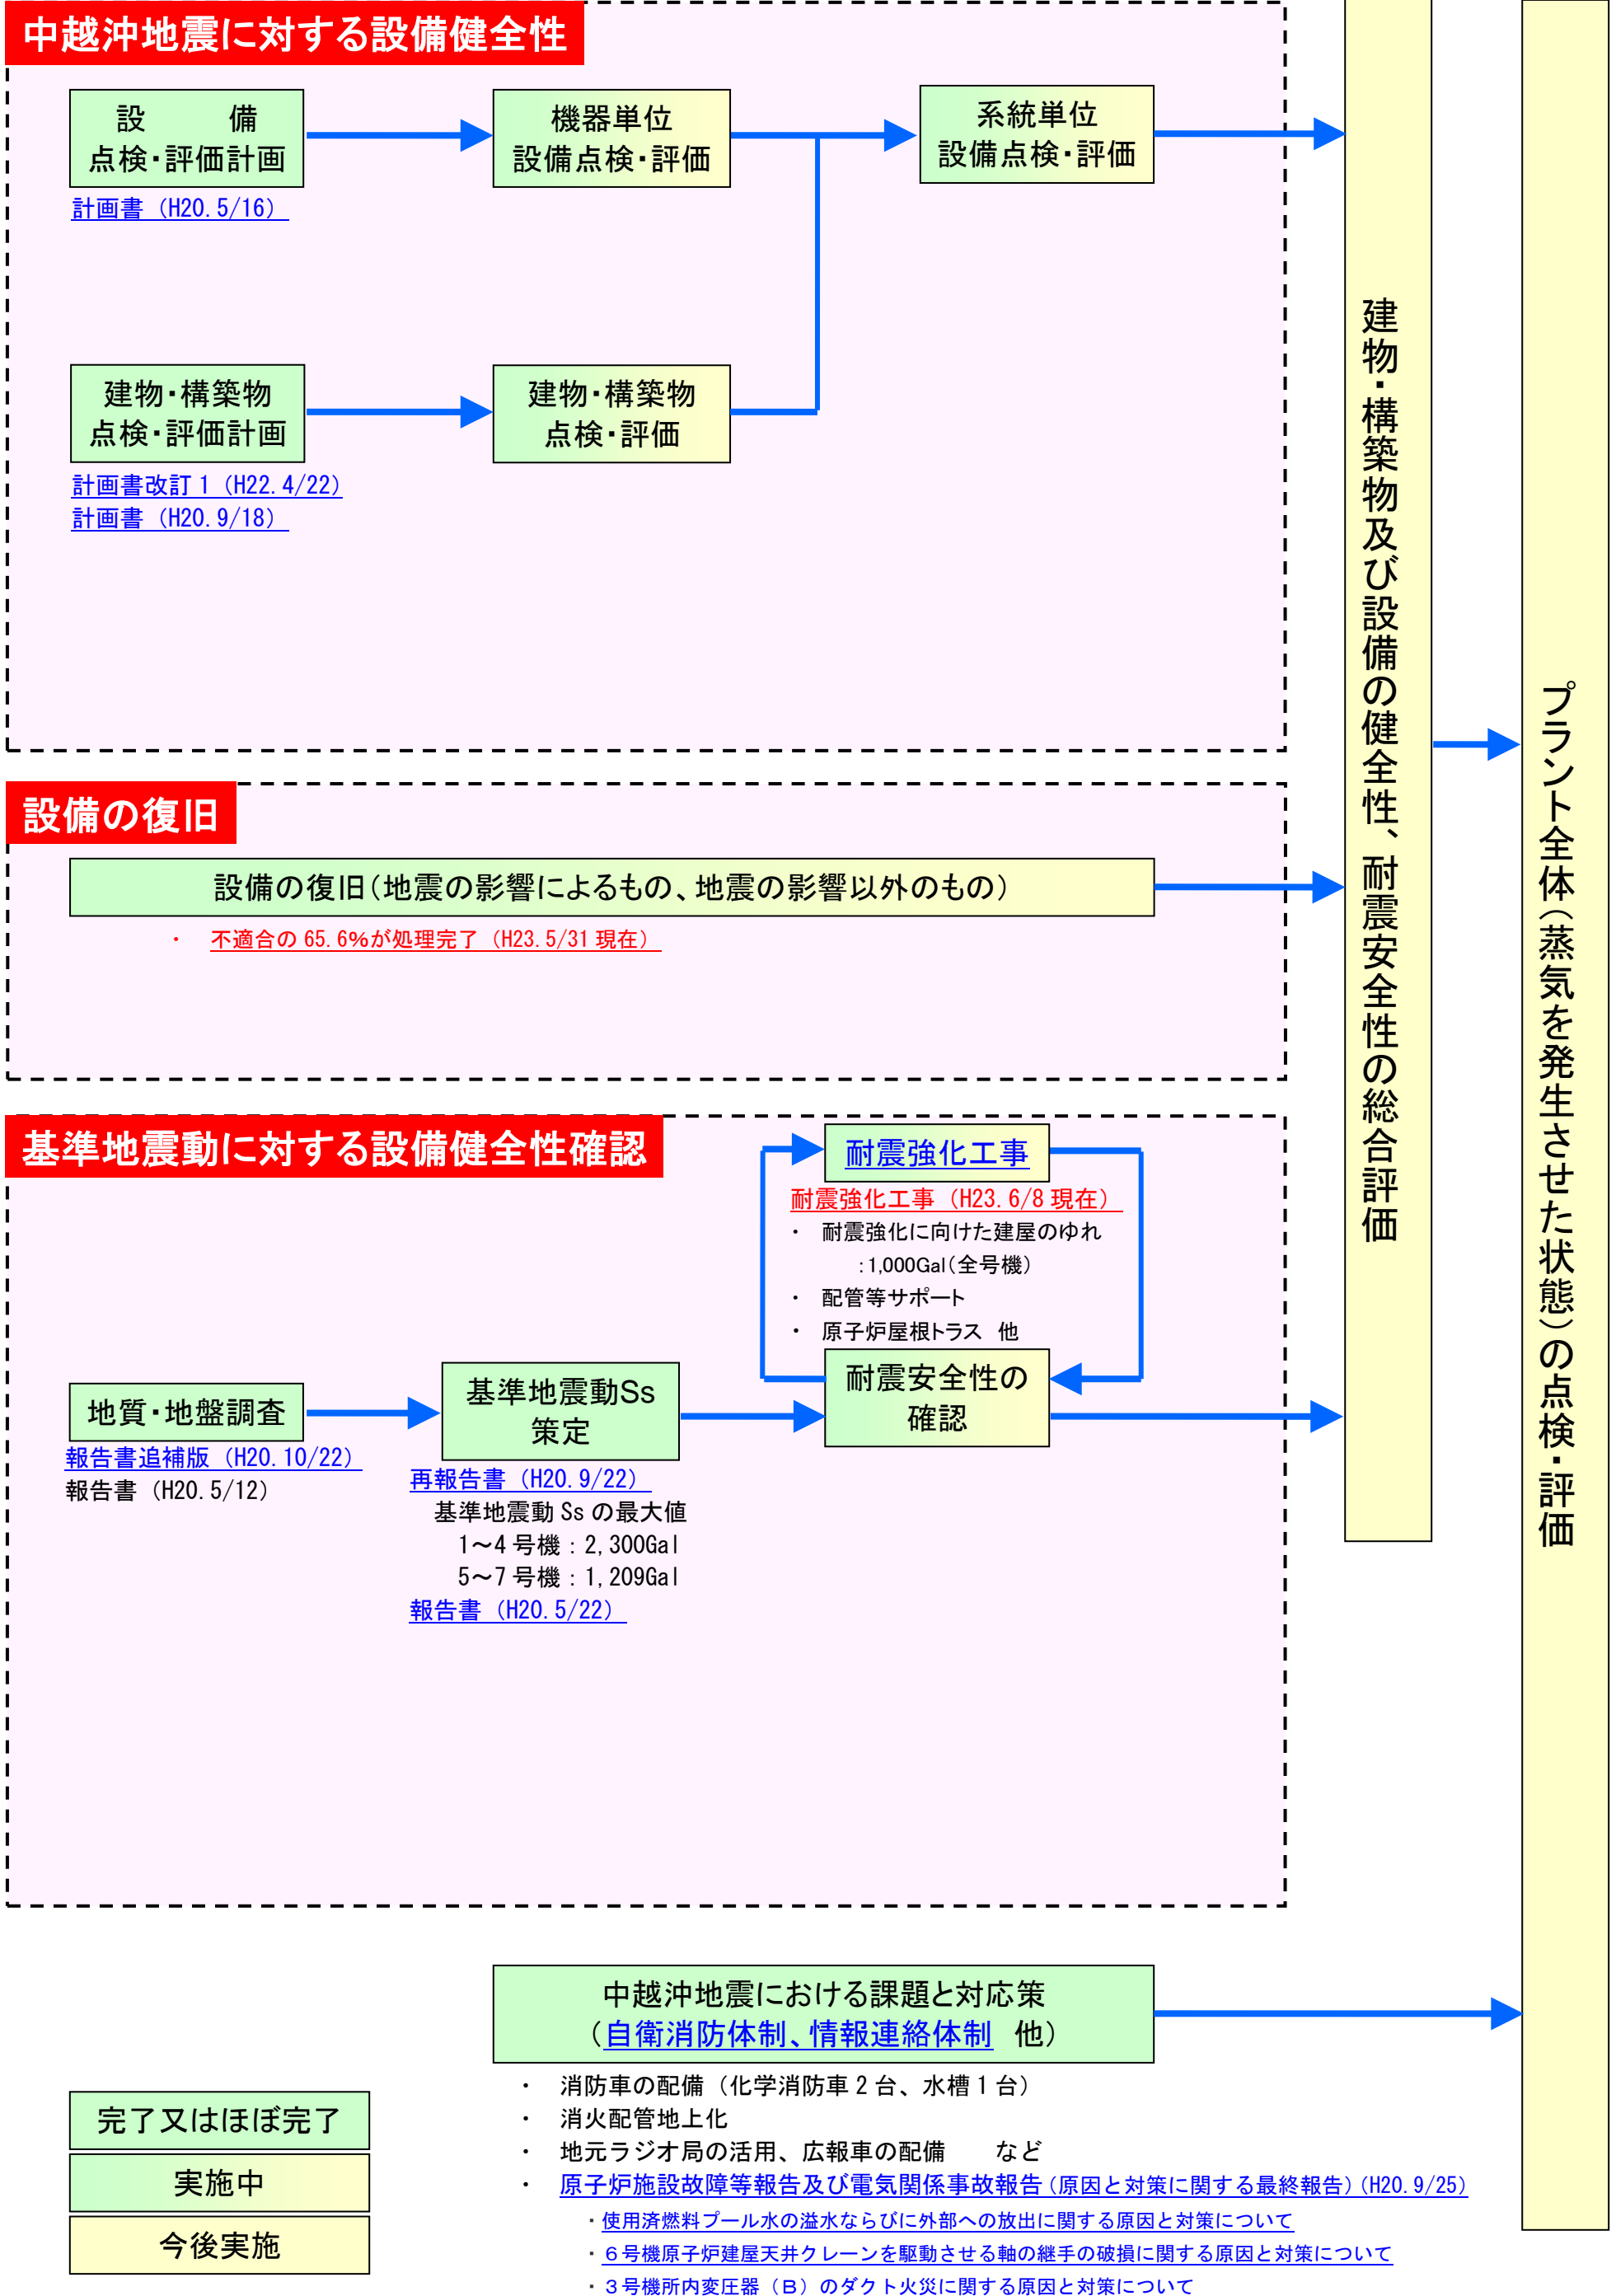 中越沖地震に対する設備健全性
設　　　備
点検・評価計画
計画書（H20. 5/16）
機器単位
設備点検・評価
系統単位
設備点検・評価
建物・構築物
点検・評価計画
計画書改訂 1（H22. 4/22）
計画書（H20. 9/18）
建物・構築物
点検・評価
設備の復旧
設備の復旧（地震の影響によるもの、地震の影響以外のもの）
・　不適合の 65. 6%が処理完了（H23. 5/31 現在）
基準地震動に対する設備健全性確認
耐震強化工事
耐震強化工事（H23. 6/8 現在）
・　耐震強化に向けた建屋のゆれ
：1,000Gal（全号機）
・　配管等サポート
・　原子炉屋根トラス　他
地質・地盤調査
報告書追補版（H20. 10/22）
報告書（H20. 5/12）
基準地震動Ss
策定
再報告書（H20. 9/22）
基準地震動 Ss の最大値
1～4 号機：2, 300Gal
5～7 号機：1, 209Gal
報告書（H20. 5/22）
耐震安全性の
確認
建物・構築物及び設備の健全性、耐震安全性の総合評価
プラント全体（蒸気を発生させた状態）の点検・評価
中越沖地震における課題と対応策
（自衛消防体制、情報連絡体制　他）
・　消防車の配備（化学消防車 2 台、水槽 1 台）
・　消火配管地上化
・　地元ラジオ局の活用、広報車の配備　　など
・　原子炉施設故障等報告及び電気関係事故報告（原因と対策に関する最終報告）（H20. 9/25）
・使用済燃料プール水の溢水ならびに外部への放出に関する原因と対策について
・６号機原子炉建屋天井クレーンを駆動させる軸の継手の破損に関する原因と対策について
・３号機所内変圧器（Ｂ）のダクト火災に関する原因と対策について
完了又はほぼ完了
実施中
今後実施